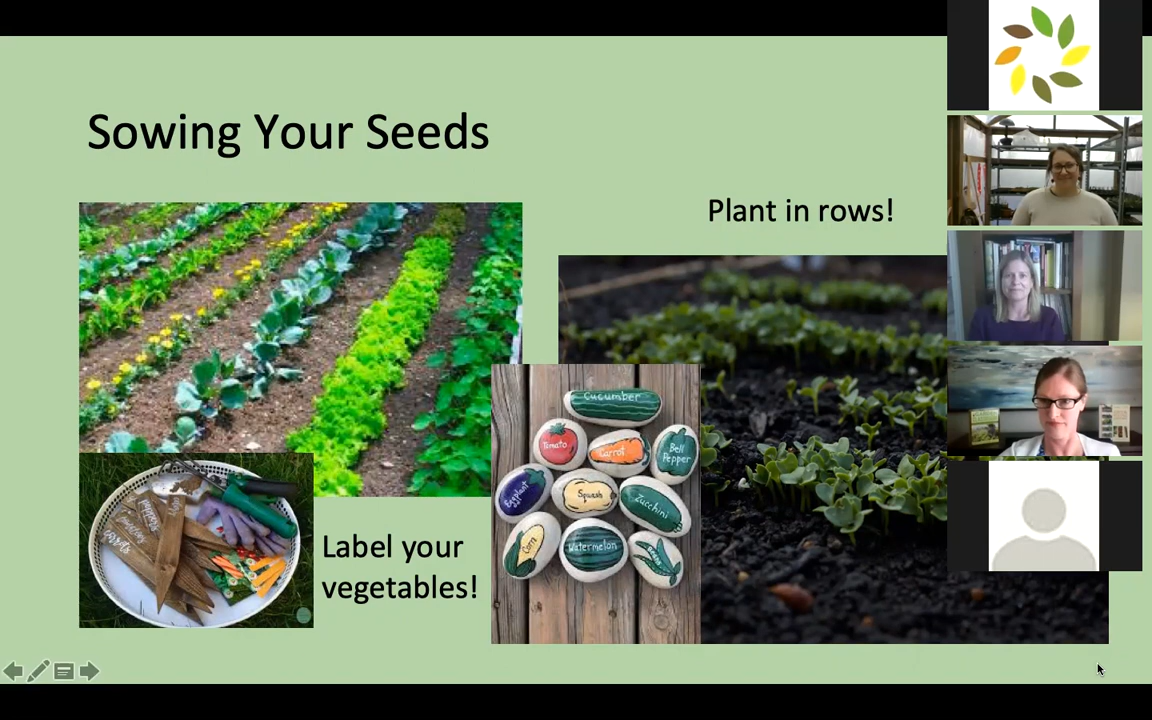 Sowing Your Seeds
Plant in rows!
Cucumber
Tomato
Carrot
Bell
Pepper
Eggplant
Squash
Zucchini
Corn
Watermelon
Label your
vegetables!
carrots